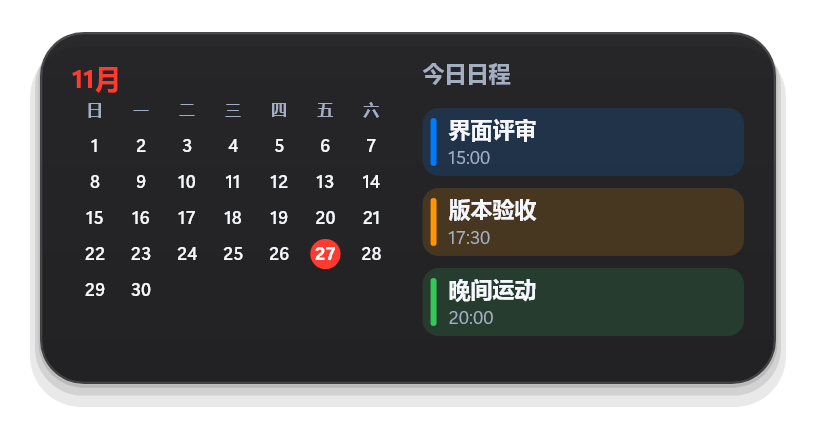 11月
日 一 二 三 四 五 六
1 2 3 4 5 6 7
8 9 10 11 12 13 14
15 16 17 18 19 20 21
22 23 24 25 26 27 28
29 30
今日日程
界面评审
15:00
版本验收
17:30
晚间运动
20:00